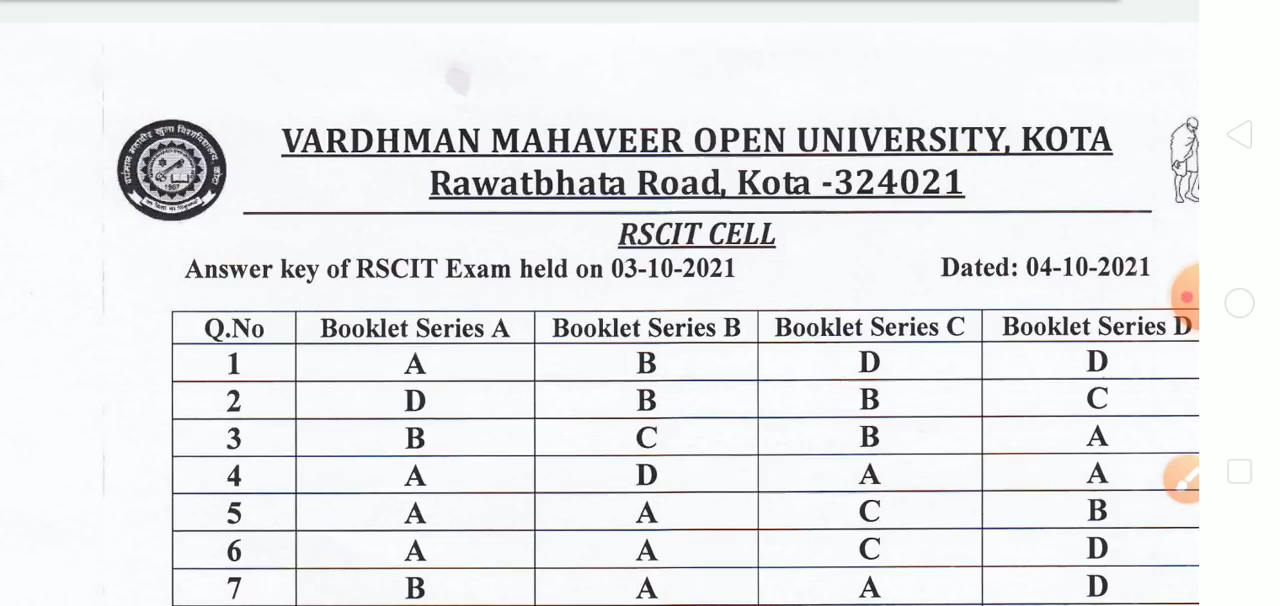 VARDHMAN MAHAVEER OPEN UNIVERSITY, KOTA
Rawatbhata Road, Kota -324021
RSCIT CELL
Answer key of RSCIT Exam held on 03-10-2021 Dated: 04-10-2021
Q.No Booklet Series A Booklet Series B Booklet Series C Booklet Series D
1 A B D D
2 D B B C
3 B C B A
4 A D A A
5 A A C B
6 A A C D
7 B A A D